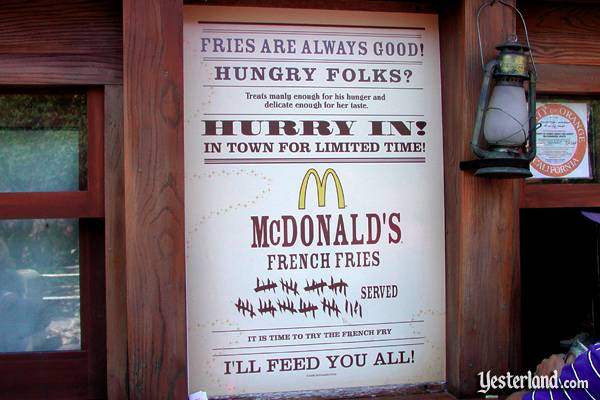 FRIES ARE ALWAYS GOOD!
HUNGRY FOLKS?
Treats manly enough for his hunger and
delicate enough for her taste.
HURRY IN!
IN TOWN FOR LIMITED TIME!
McDONALD'S
FRENCH FRIES
SERVED
IT IS TIME TO TRY THE FRENCH FRY
I'LL FEED YOU ALL!
ORANGE
CALIFORNIA
Yesterland.com